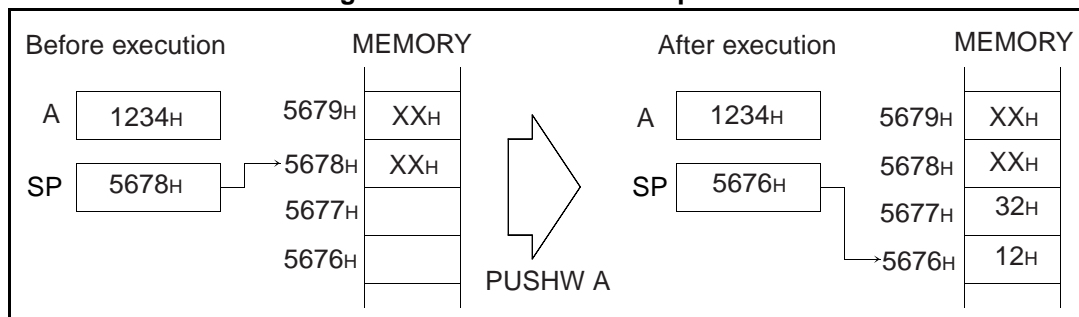 Before execution
MEMORY
After execution
MEMORY
A
1234H
5679H
XXH
A
1234H
5679H
XXH
SP
5678H
5678H
XXH
SP
5676H
5678H
XXH
5677H
5677H
32H
5676H
5676H
12H
PUSHW A